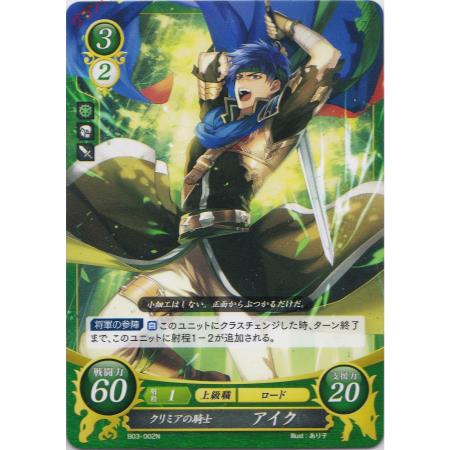 3
2
小細工はしない。正面からぶつかるだけだ。
将軍の参陣 自 このユニットにクラスチェンジした時、ターン終了
まで、このユニットに射程1-2が追加される。
戦闘力
60
射程 1 上級職 ロード
支援力
20
クリミアの騎士 アイク
B03-002N
Illust：あり子